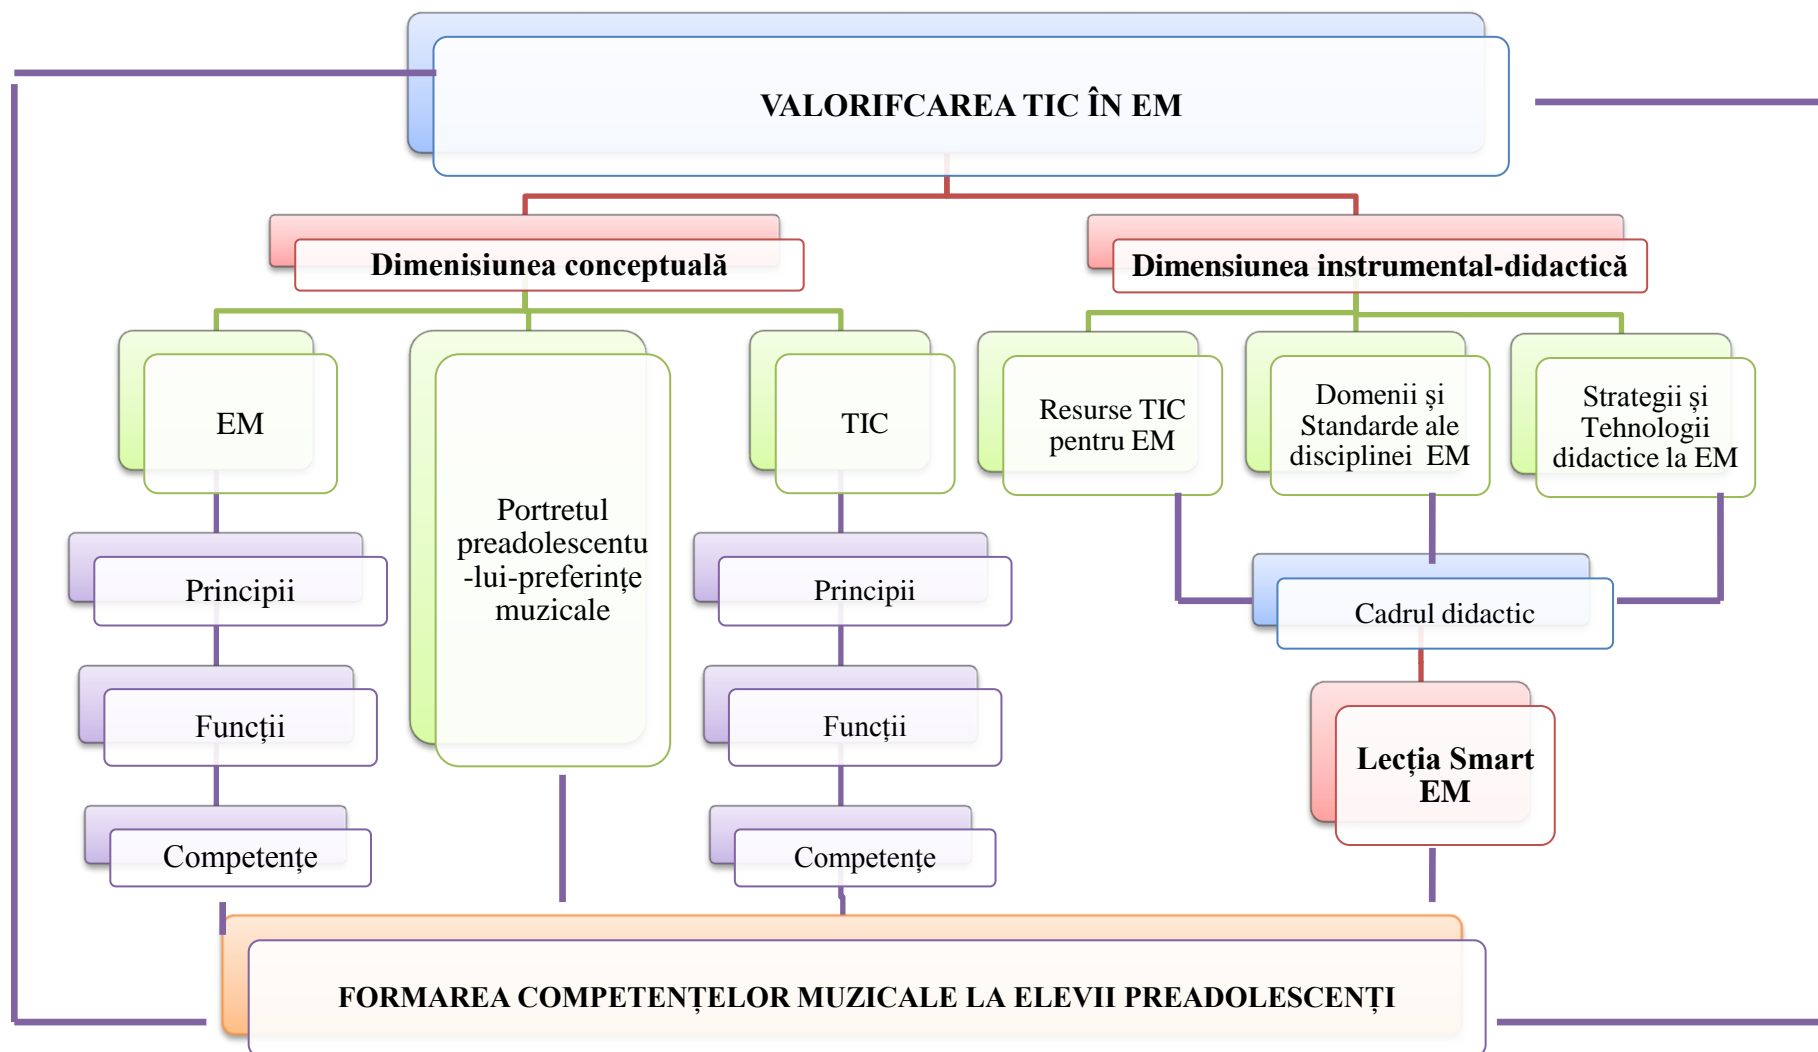 VALORIFCAREA TIC ÎN EM
Dimenisiunea conceptuală
Dimensiunea instrumental-didactică
EM
Portretul
preadolescentu
-lui-preferințe
muzicale
TIC
Resurse TIC
pentru EM
Domenii și
Standarde ale
disciplinei EM
Strategii și
Tehnologii
didactice la EM
Principii
Principii
Cadrul didactic
Funcții
Funcții
Lecția Smart
EM
Competențe
Competențe
FORMAREA COMPETENȚELOR MUZICALE LA ELEVII PREADOLESCENȚI